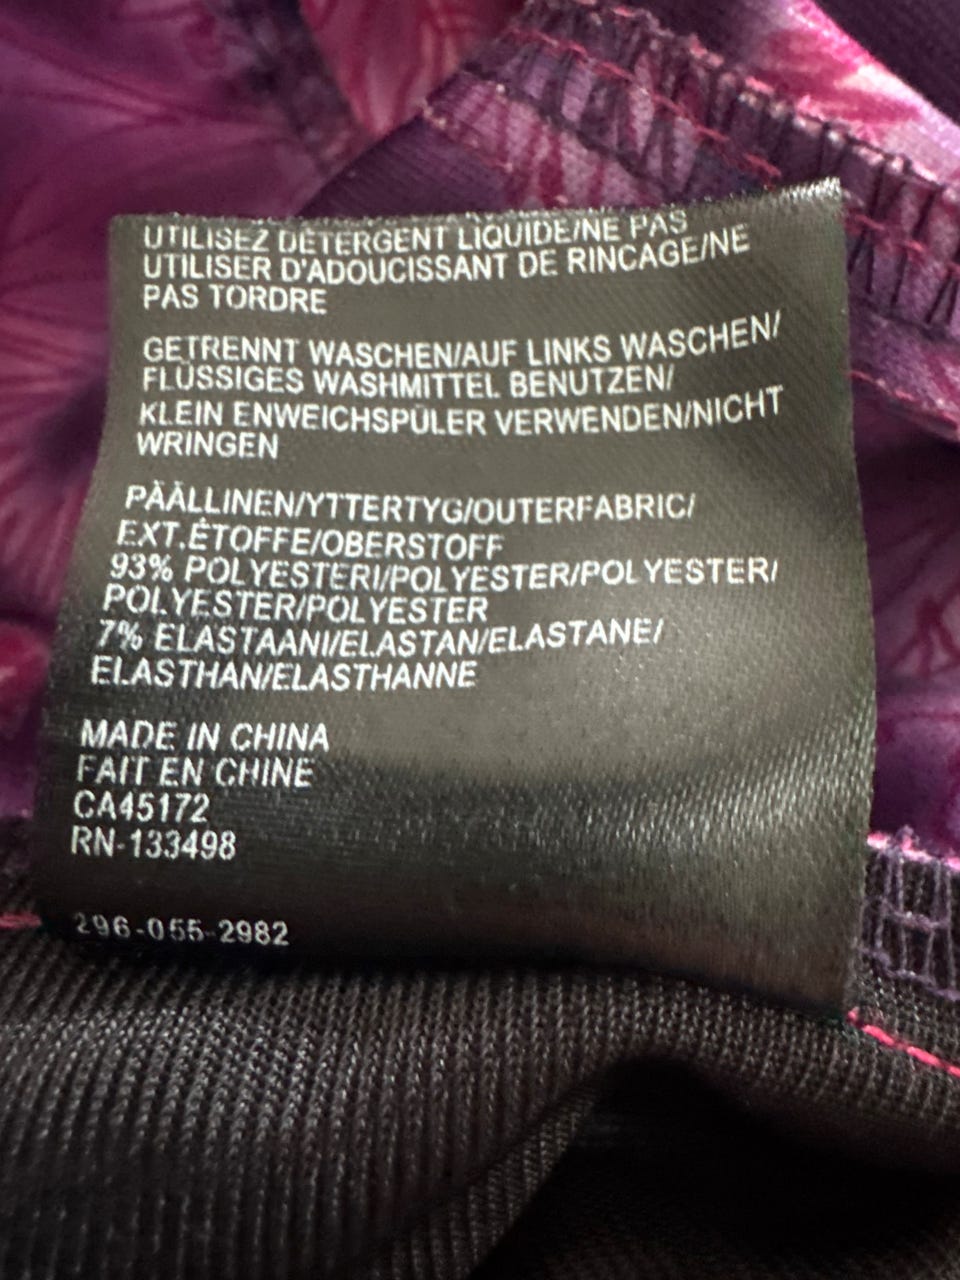 UTILISEZ DÉTERGENT LIQUIDE/NE PAS
UTILISER D'ADOUCISSANT DE RINCAGE/NE
PAS TORDRE
GETRENNT WASCHEN/AUF LINKS WASCHEN/
FLÜSSIGES WASHMITTEL BENUTZEN/
KLEIN ENWEICHSPÜLER VERWENDEN/NICHT
WRINGEN
PÄÄLLINEN/YTTERTYG/OUTERFABRIC/
EXT.ÊTOFFE/OBERSTOFF
93% POLYESTERI/POLYESTER/POLYESTER/
POLYESTER/POLYESTER
7% ELASTAANI/ELASTAN/ELASTANE/
ELASTHAN/ELASTHANNE
MADE IN CHINA
FAIT EN CHINE
CA45172
RN-133498
296-055-2982